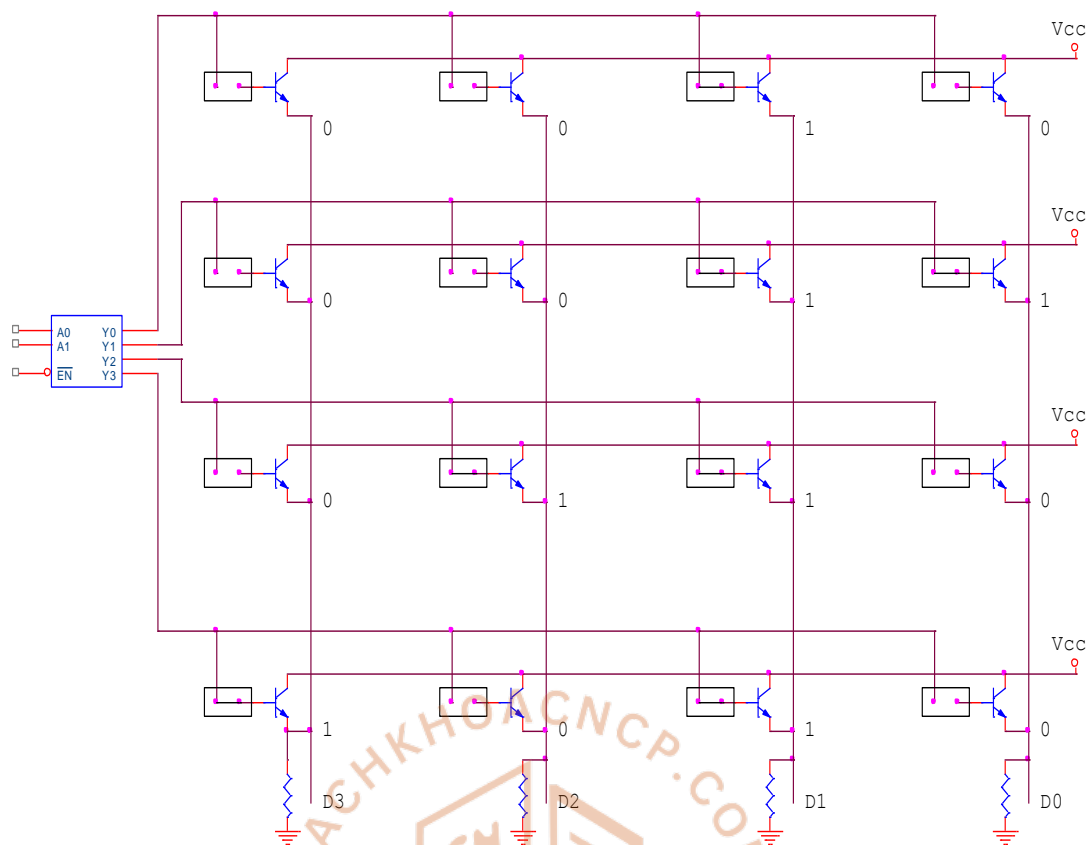 Vcc
0 0 1 0
Vcc
0 0 1 1
A0 Y0
A1 Y1
Y2
EN Y3
Vcc
0 1 1 0
Vcc
1 0 1 0
D3 D2 D1 D0
ACHKHOACNCP.CO